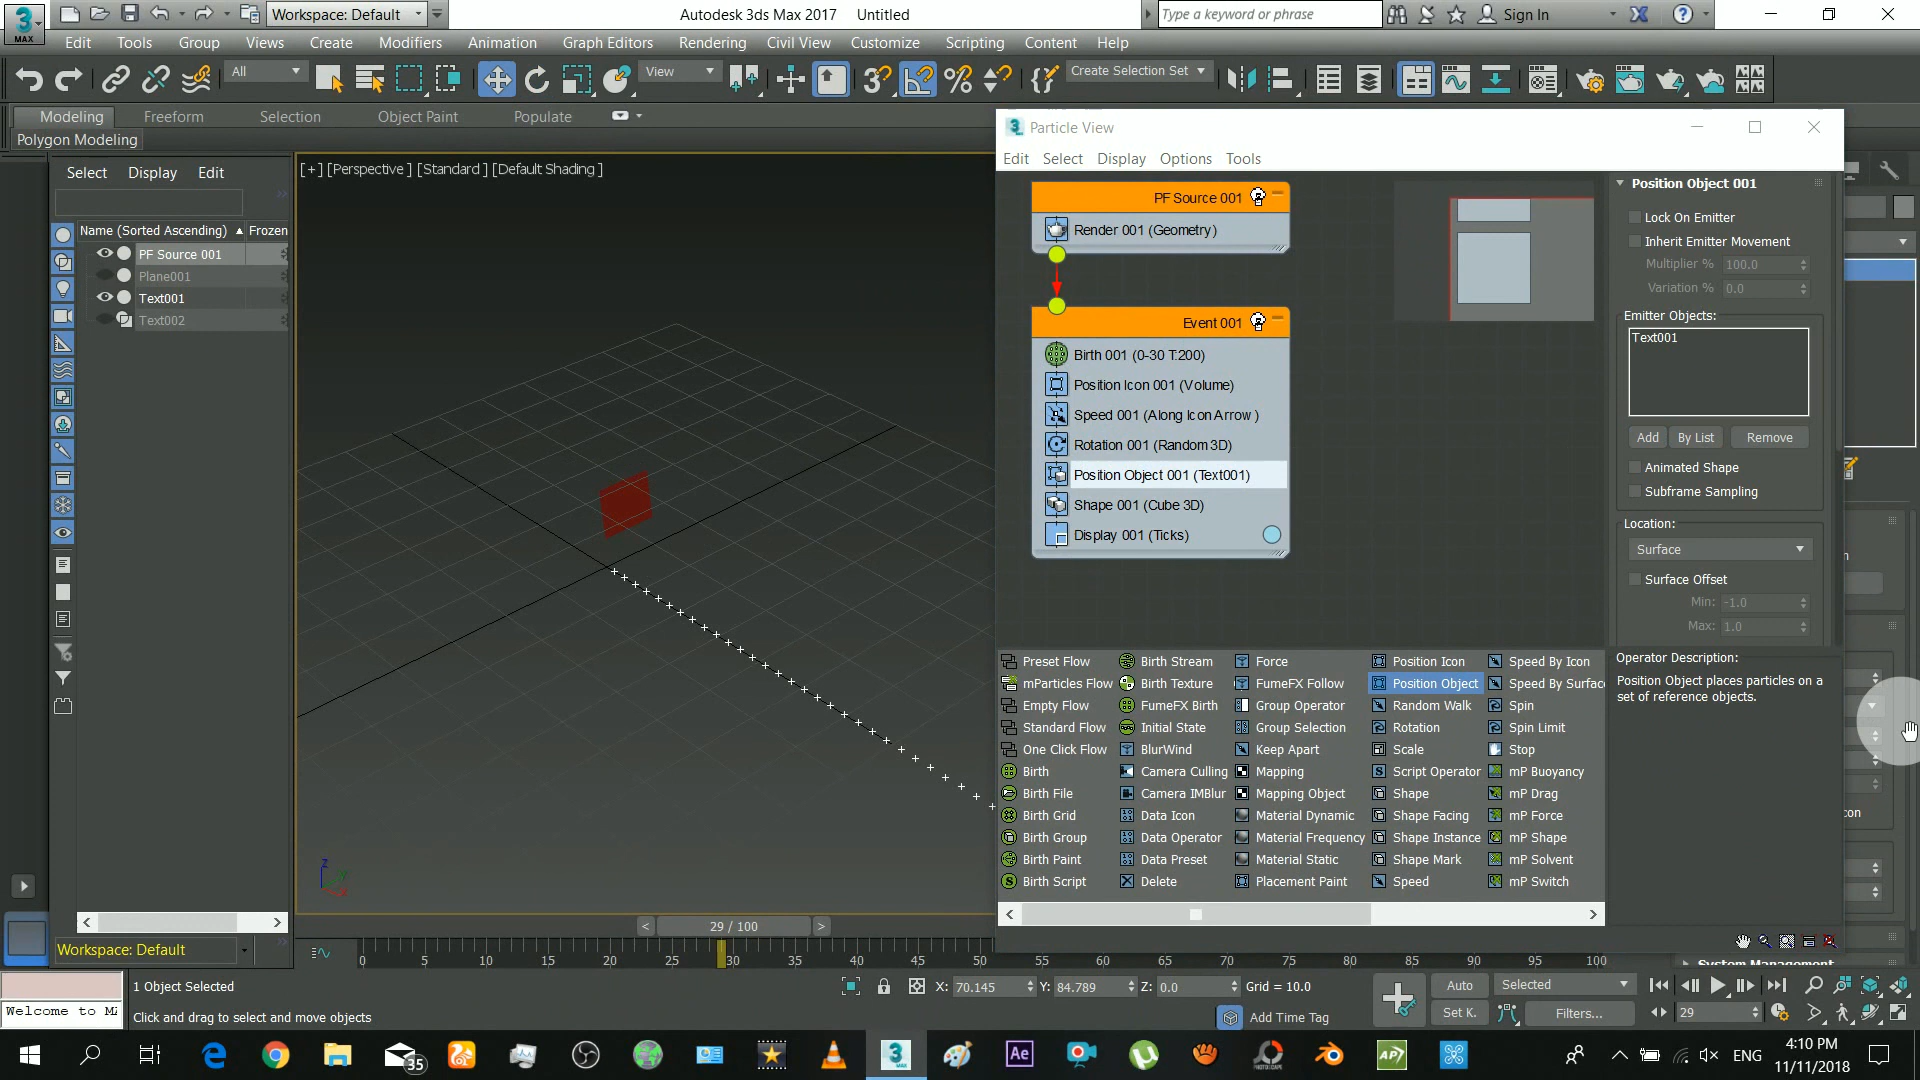 3
MAX
Workspace: Default
Autodesk 3ds Max 2017 Untitled
Type a keyword or phrase
Sign In
Edit Tools Group Views Create Modifiers Animation Graph Editors Rendering Civil View Customize Scripting Content Help
All
View
Create Selection Set
Modeling Freeform Selection Object Paint Populate
Polygon Modeling
Select Display Edit
Name (Sorted Ascending) Frozen
PF Source 001
Plane001
Text001
Text002
[+] [Perspective ] [Standard ] [Default Shading ]
z
y
x
Particle View
Edit Select Display Options Tools
PF Source 001
Render 001 (Geometry)
Event 001
Birth 001 (0-30 T:200)
Position Icon 001 (Volume)
Speed 001 (Along Icon Arrow )
Rotation 001 (Random 3D)
Position Object 001 (Text001)
Shape 001 (Cube 3D)
Display 001 (Ticks)
Position Object 001
Lock On Emitter
Inherit Emitter Movement
Multiplier % 100.0
Variation % 0.0
Emitter Objects:
Text001
Add By List Remove
Animated Shape
Subframe Sampling
Location:
Surface
Surface Offset
Min: -1.0
Max: 1.0
Operator Description:
Position Object places particles on a
set of reference objects.
Preset Flow Birth Stream Force Position Icon Speed By Icon
mParticles Flow Birth Texture FumeFX Follow Position Object Speed By Surface
Empty Flow FumeFX Birth Group Operator Random Walk Spin
Standard Flow Initial State Group Selection Rotation Spin Limit
One Click Flow BlurWind Keep Apart Scale Stop
Birth Camera Culling Mapping Script Operator mP Buoyancy
Birth File Camera IMBlur Mapping Object Shape mP Drag
Birth Grid Data Icon Material Dynamic Shape Facing mP Force
Birth Group Data Operator Material Frequency Shape Instance mP Shape
Birth Paint Data Preset Material Static Shape Mark mP Solvent
Birth Script Delete Placement Paint Speed mP Switch
con
System Management
< 29 / 100 >
Workspace: Default
0 5 10 15 20 25 30 35 40 45 50 55 60 65 70 75 80 85 90 95 100
1 Object Selected
X: 70.145 Y: 84.789 Z: 0.0 Grid = 10.0
Auto Selected
Welcome to MA
Click and drag to select and move objects
Add Time Tag
Set K. Filters... 29
35
3
MAX
Ae
AP7
ENG
4:10 PM
11/11/2018